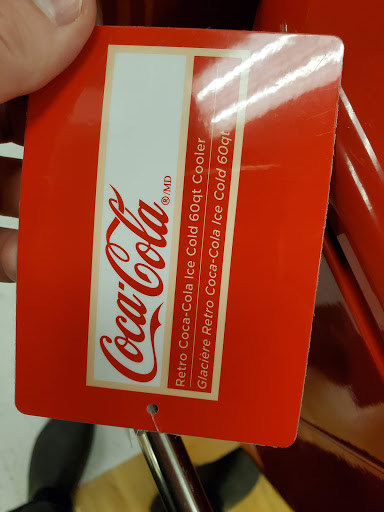 Coca-Cola ®/MD
Retro Coca-Cola Ice Cold 60qt Cooler
Glacière Retro Coca-Cola Ice Cold 60qt